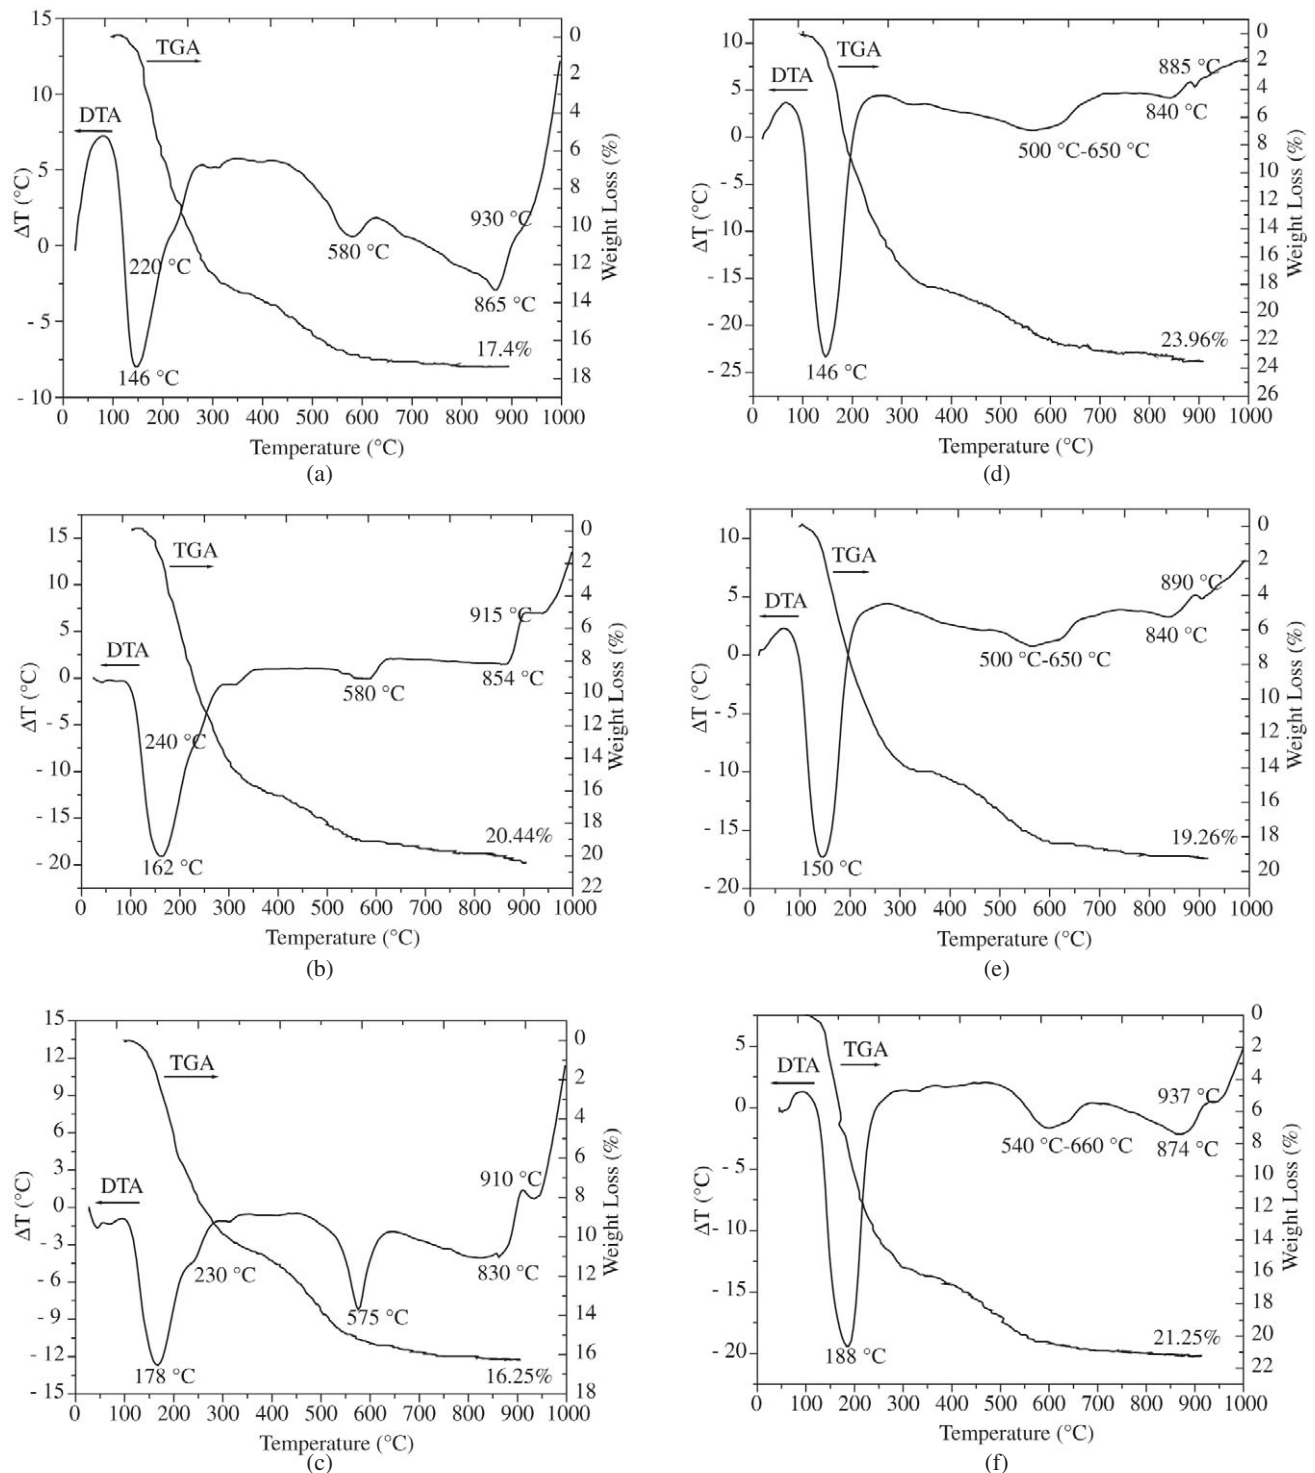 15
10
5
0
- 5
- 10
ΔT (°C)
0 100 200 300 400 500 600 700 800 900 1000
Temperature (°C)
0
2
4
6
8
10
12
14
16
18
Weight Loss (%)
TGA
DTA
220 °C
146 °C
580 °C
930 °C
865 °C
17.4%
(a)
10
5
0
- 5
- 10
- 15
- 20
- 25
ΔT (°C)
0 100 200 300 400 500 600 700 800 900 1000
Temperature (°C)
0
2
4
6
8
10
12
14
16
18
20
22
24
26
Weight Loss (%)
TGA
DTA
885 °C
840 °C
500 °C-650 °C
146 °C
23.96%
(d)
15
10
5
0
- 5
- 10
- 15
- 20
ΔT (°C)
0 100 200 300 400 500 600 700 800 900 1000
Temperature (°C)
0
2
4
6
8
10
12
14
16
18
20
22
Weight Loss (%)
TGA
DTA
915 °C
854 °C
580 °C
240 °C
162 °C
20.44%
(b)
10
5
0
- 5
- 10
- 15
- 20
ΔT (°C)
0 100 200 300 400 500 600 700 800 900 1000
Temperature (°C)
0
2
4
6
8
10
12
14
16
18
20
Weight Loss (%)
TGA
DTA
890 °C
840 °C
500 °C-650 °C
150 °C
19.26%
(e)
15
12
9
6
3
0
- 3
- 6
- 9
- 12
- 15
ΔT (°C)
0 100 200 300 400 500 600 700 800 900 1000
Temperature (°C)
0
2
4
6
8
10
12
14
16
18
Weight Loss (%)
TGA
DTA
910 °C
830 °C
230 °C
575 °C
178 °C
16.25%
(c)
5
0
- 5
- 10
- 15
- 20
ΔT (°C)
0 100 200 300 400 500 600 700 800 900 1000
Temperature (°C)
0
2
4
6
8
10
12
14
16
18
20
22
Weight Loss (%)
TGA
DTA
937 °C
540 °C-660 °C
874 °C
188 °C
21.25%
(f)